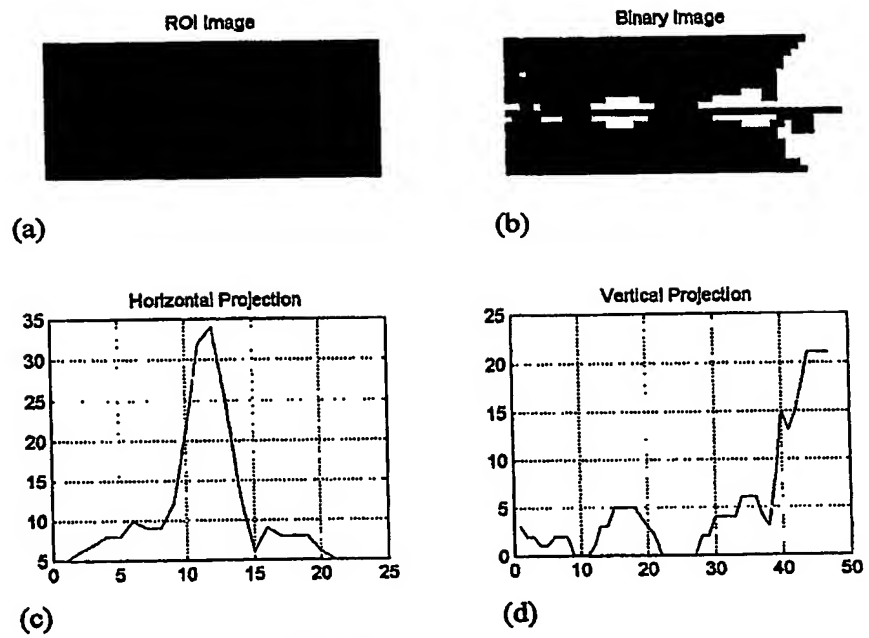 ROI Image
Binary Image
(a)
(b)
Horizontal Projection
35
30
25
20
15
10
5
0 5 10 15 20 25
(c)
Vertical Projection
25
20
15
10
5
0
0 10 20 30 40 50
(d)